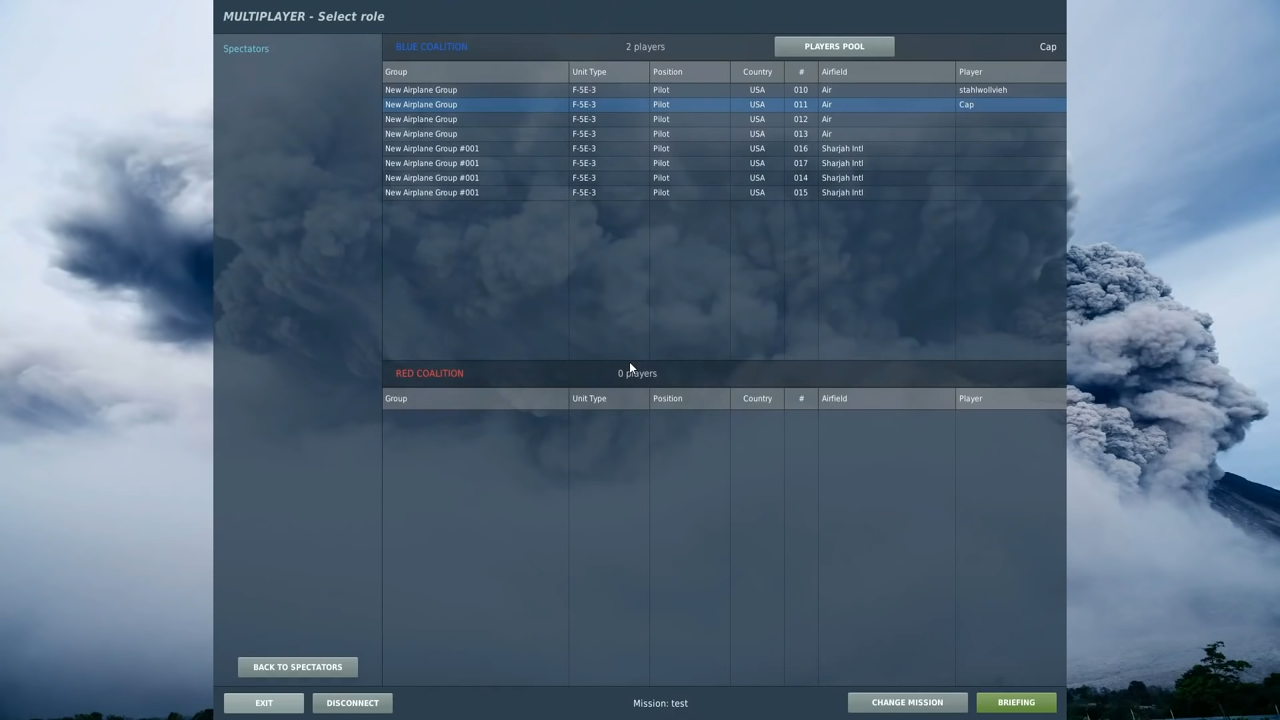 MULTIPLAYER - Select role
Spectators
BLUE COALITION 2 players PLAYERS POOL Cap
Group Unit Type Position Country # Airfield Player
New Airplane Group F-5E-3 Pilot USA 010 Air stahlwollvieh
New Airplane Group F-5E-3 Pilot USA 011 Air Cap
New Airplane Group F-5E-3 Pilot USA 012 Air
New Airplane Group F-5E-3 Pilot USA 013 Air
New Airplane Group #001 F-5E-3 Pilot USA 016 Sharjah Intl
New Airplane Group #001 F-5E-3 Pilot USA 017 Sharjah Intl
New Airplane Group #001 F-5E-3 Pilot USA 014 Sharjah Intl
New Airplane Group #001 F-5E-3 Pilot USA 015 Sharjah Intl
RED COALITION 0 players
Group Unit Type Position Country # Airfield Player
BACK TO SPECTATORS
EXIT DISCONNECT Mission: test CHANGE MISSION BRIEFING